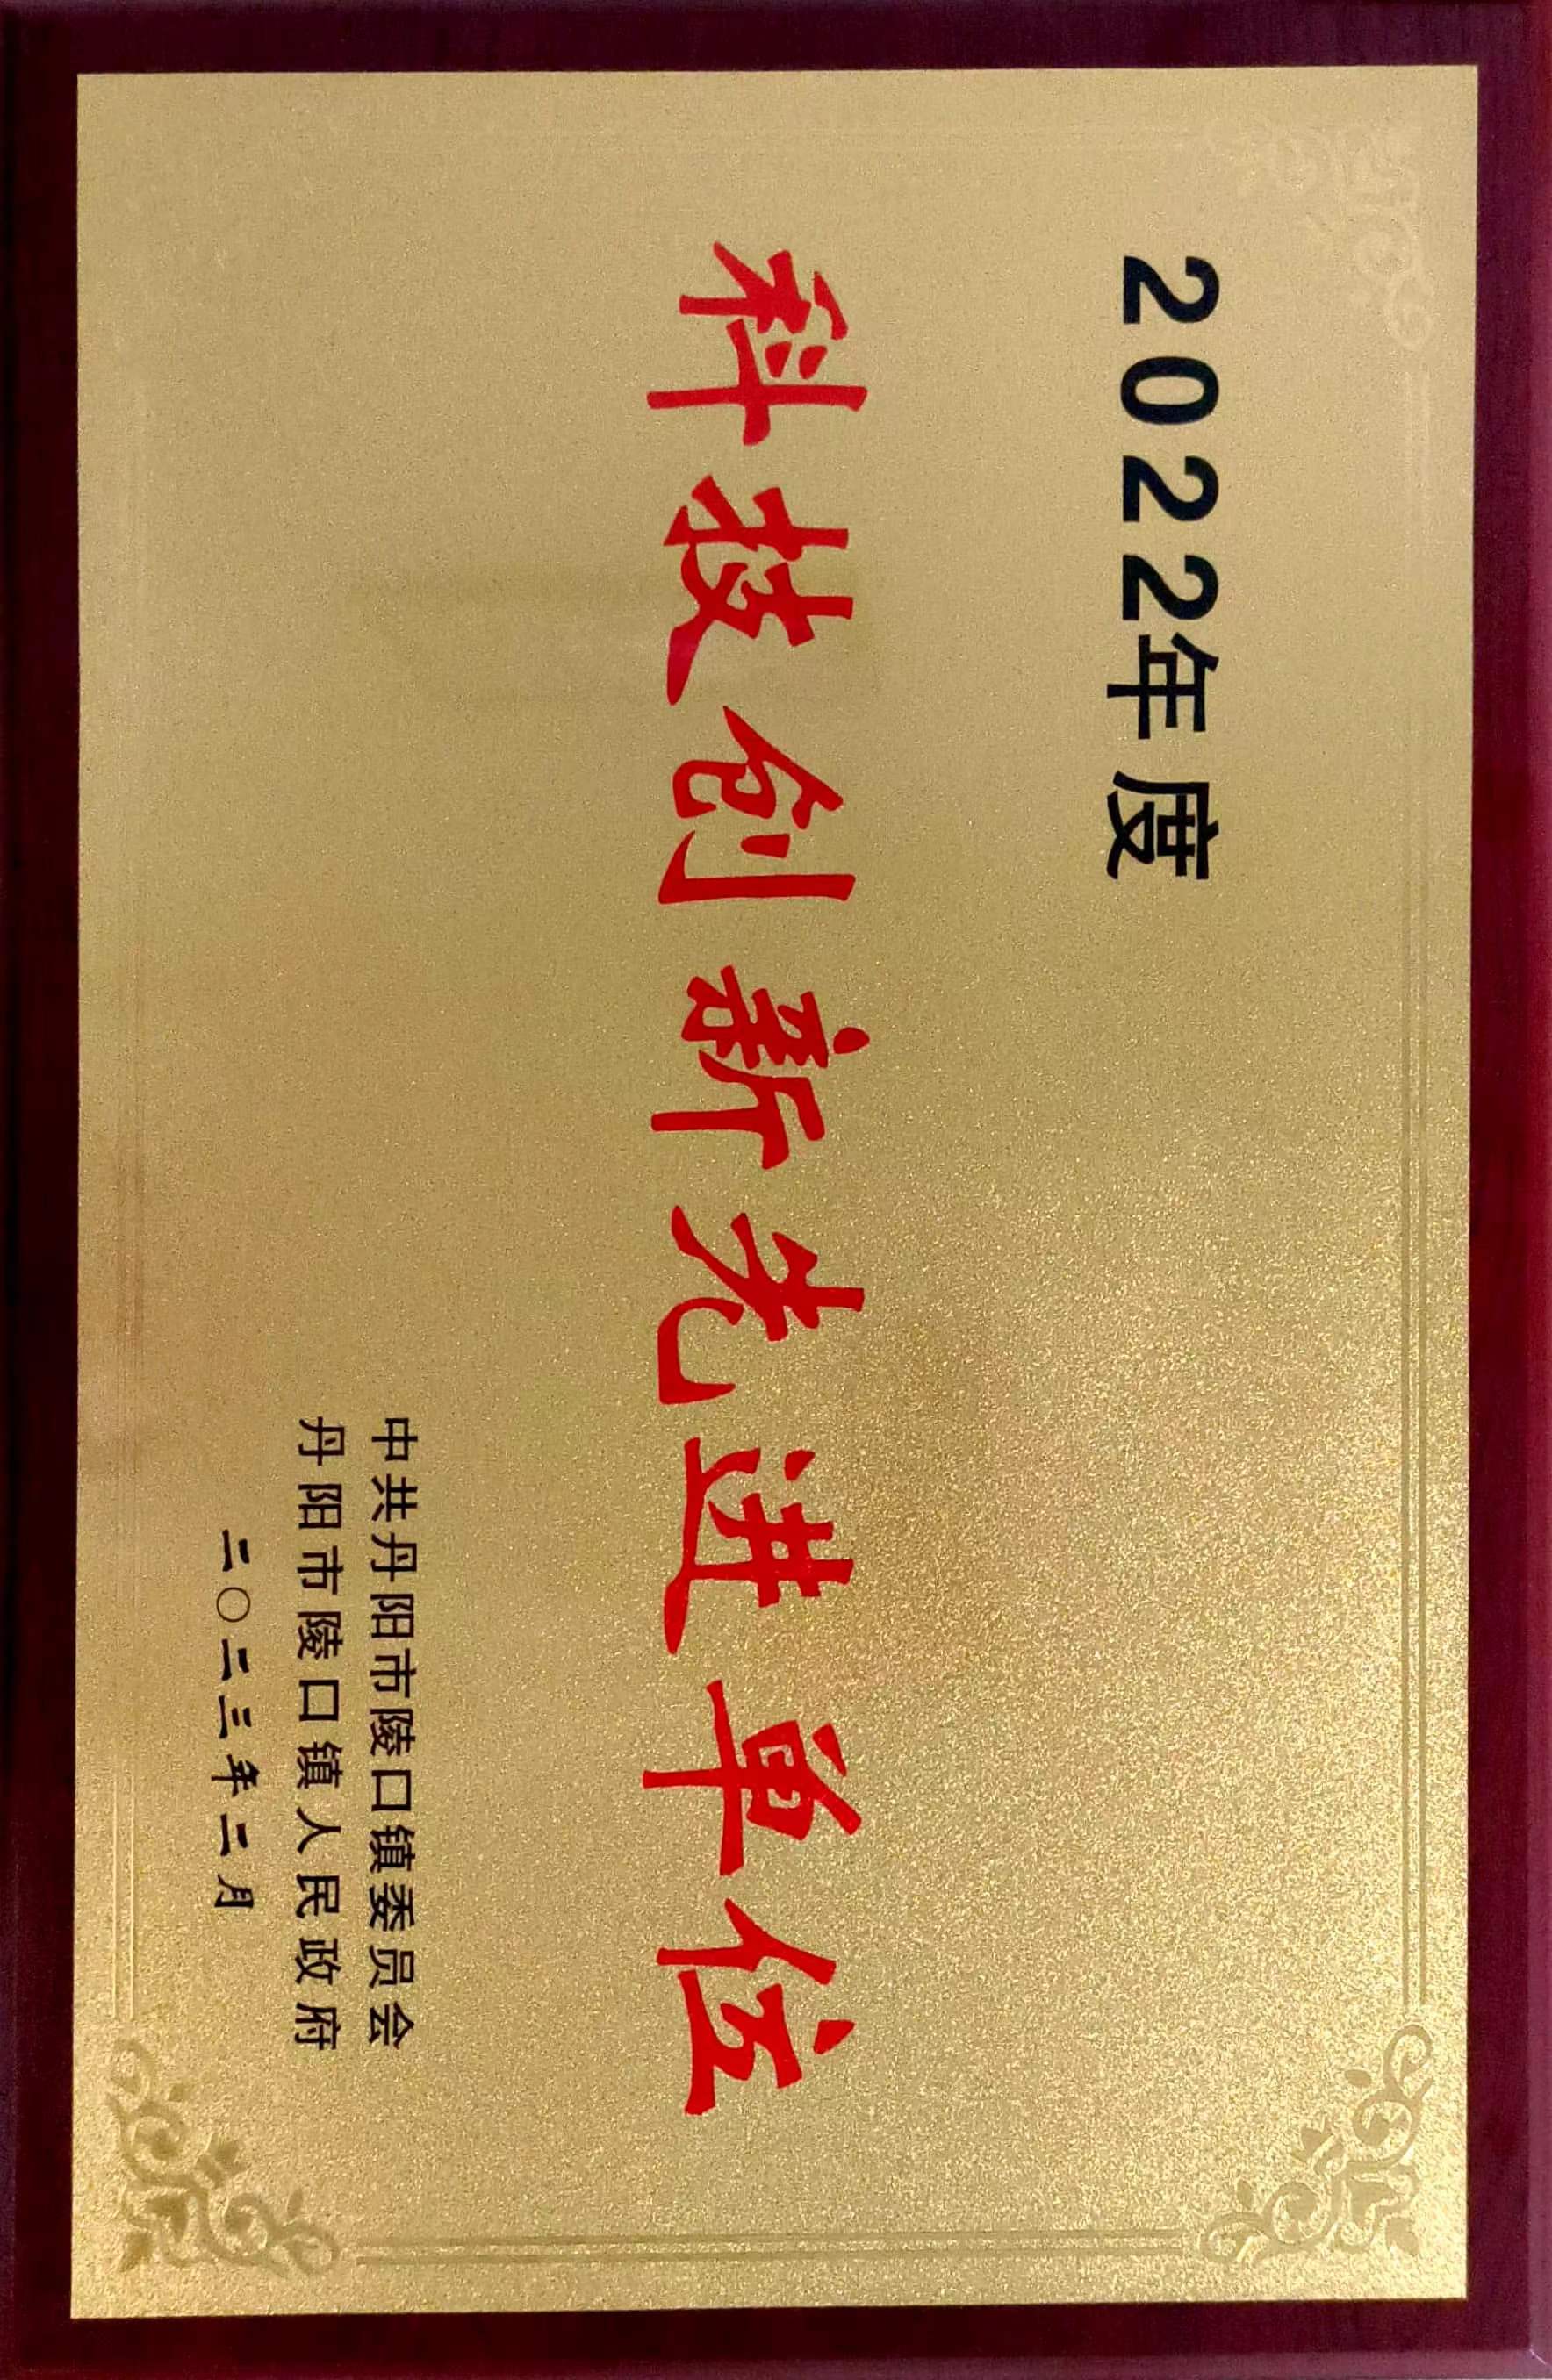 2022年度
科技创新先进单位
中共丹阳市陵口镇委员会
丹阳市陵口镇人民政府
二〇二三年二月